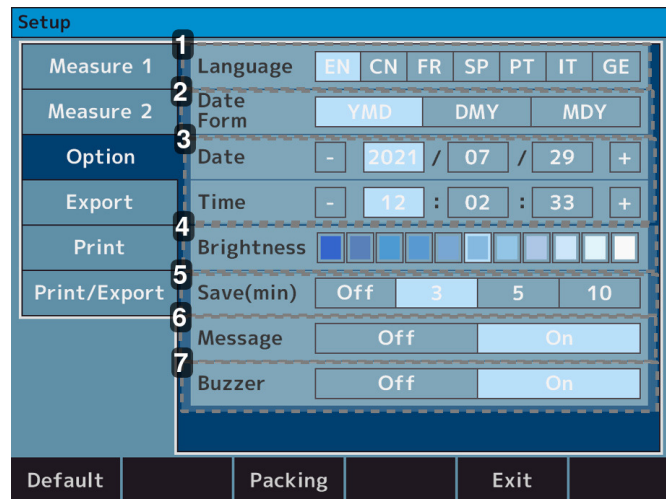 Setup
1
Measure 1
Language EN CN FR SP PT IT GE
2
Measure 2
Date Form YMD DMY MDY
3
Option
Date - 2021 / 07 / 29 +
Export
Time - 12 : 02 : 33 +
4
Print
Brightness
5
Print/Export
Save(min) Off 3 5 10
6
Message Off On
7
Buzzer Off On
Default Packing Exit